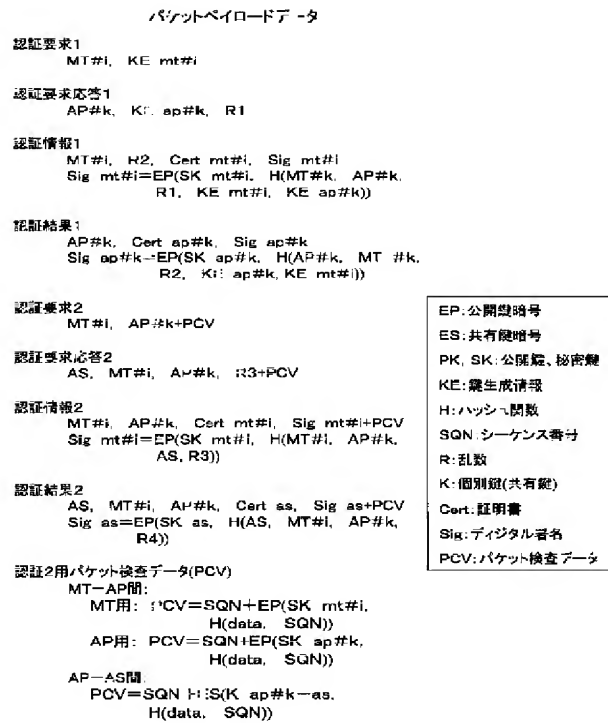 パケットペイロードデータ
認証要求1
MT#i, KE mt#i
認証要求応答1
AP#k, KE ap#k, R1
認証情報1
MT#i, R2, Cert mt#i, Sig mt#i
Sig mt#i=EP(SK mt#i, H(MT#k, AP#k,
R1, KE mt#i, KE ap#k))
認証結果1
AP#k, Cert ap#k, Sig ap#k
Sig ap#k=EP(SK ap#k, H(AP#k, MT #k,
R2, KE ap#k, KE mt#i))
認証要求2
MT#i, AP#k+PCV
認証要求応答2
AS, MT#i, AP#k, R3+PCV
認証情報2
MT#i, AP#k, Cert mt#i, Sig mt#i+PCV
Sig mt#i=EP(SK mt#i, H(MT#i, AP#k,
AS, R3))
認証結果2
AS, MT#i, AP#k, Cert as, Sig as+PCV
Sig as=EP(SK as, H(AS, MT#i, AP#k,
R4))
認証2用パケット検査データ(PCV)
MT-AP間:
MT用: PCV=SQN+EP(SK mt#i,
H(data, SQN))
AP用: PCV=SQN+EP(SK ap#k,
H(data, SQN))
AP-AS間:
PCV=SQN+ES(K ap#k-as,
H(data, SQN))
EP:公開鍵暗号
ES:共有鍵暗号
PK, SK:公開鍵、秘密鍵
KE:鍵生成情報
H:ハッシュ関数
SQN:シーケンス番号
R:乱数
K:個別鍵(共有鍵)
Cert:証明書
Sig:ディジタル署名
PCV:パケット検査データ